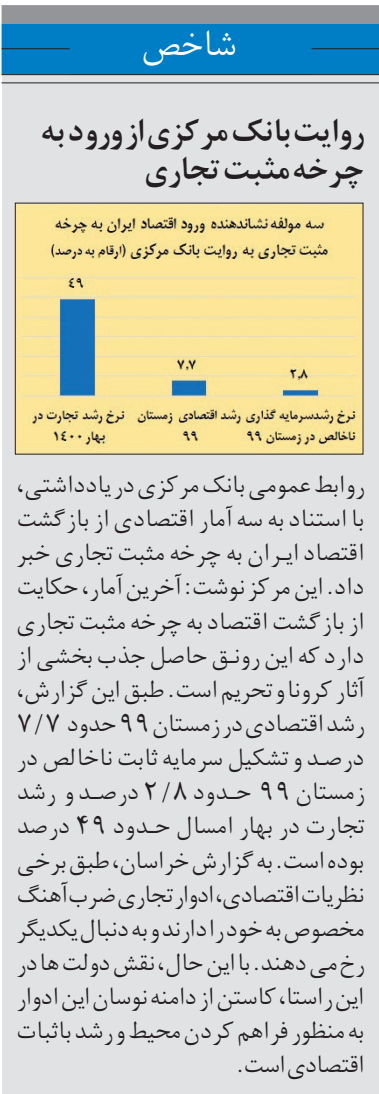 شاخص
روایت بانک مرکزی از ورود به
چرخه مثبت تجاری
سه مولفه نشاندهنده ورود اقتصاد ایران به چرخه
مثبت تجاری به روایت بانک مرکزی (ارقام به درصد)
۲٫۸
۷٫۷
۴۹
نرخ رشدسرمایه گذاری
ناخالص در زمستان ۹۹
رشد اقتصادی زمستان
۹۹
نرخ رشد تجارت در
بهار ۱۴۰۰
روابط عمومی بانک مرکزی در یادداشتی،
با استناد به سه آمار اقتصادی از بازگشت
اقتصاد ایران به چرخه مثبت تجاری خبر
داد. این مرکز نوشت: آخرین آمار، حکایت
از بازگشت اقتصاد به چرخه مثبت تجاری
دارد که این رونق حاصل جذب بخشی از
آثار کرونا و تحریم است. طبق این گزارش،
رشد اقتصادی در زمستان ۹۹ حدود ۷/۷
درصد و تشکیل سرمایه ثابت ناخالص در
زمستان ۹۹ حدود ۲/۸ درصد و رشد
تجارت در بهار امسال حدود ۴۹ درصد
بوده است. به گزارش خراسان، طبق برخی
نظریات اقتصادی، ادوار تجاری ضرب‌آهنگ
مخصوص به خود را دارند و به دنبال یکدیگر
رخ می دهند. با این حال، نقش دولت ها در
این راستا، کاستن از دامنه نوسان این ادوار
به منظور فراهم کردن محیط و رشد باثبات
اقتصادی است.